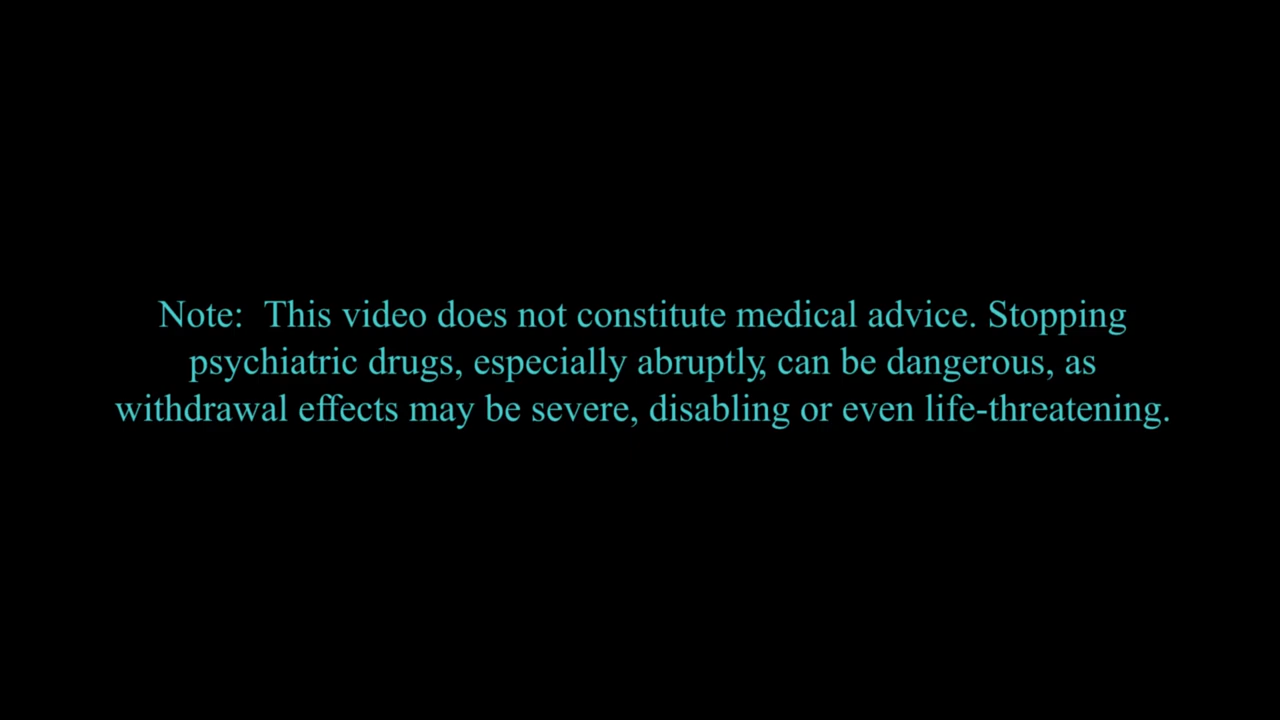 Note:  This video does not constitute medical advice. Stopping
psychiatric drugs, especially abruptly, can be dangerous, as
withdrawal effects may be severe, disabling or even life-threatening.